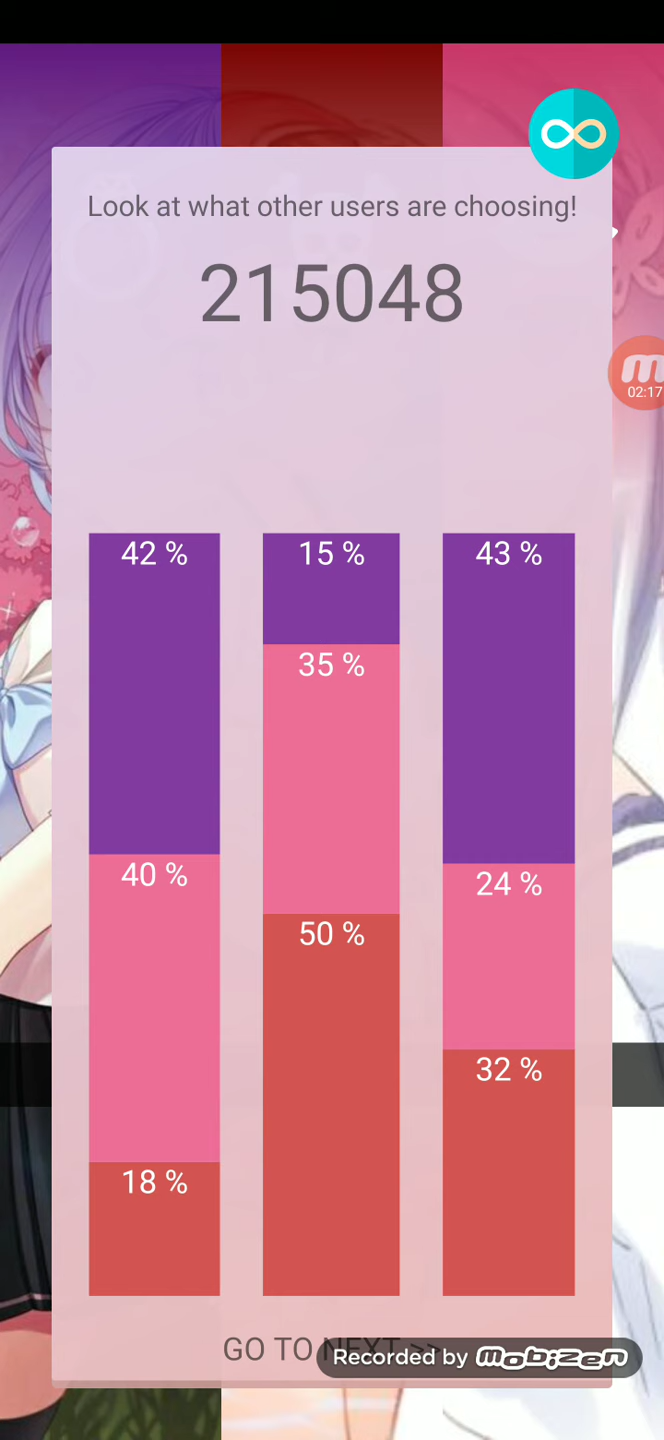 Look at what other users are choosing!
215048
m
02:17
42 % 15 % 43 %
35 %
40 % 24 %
50 %
32 %
18 %
GO TO NEXT >>
Recorded by mobizen